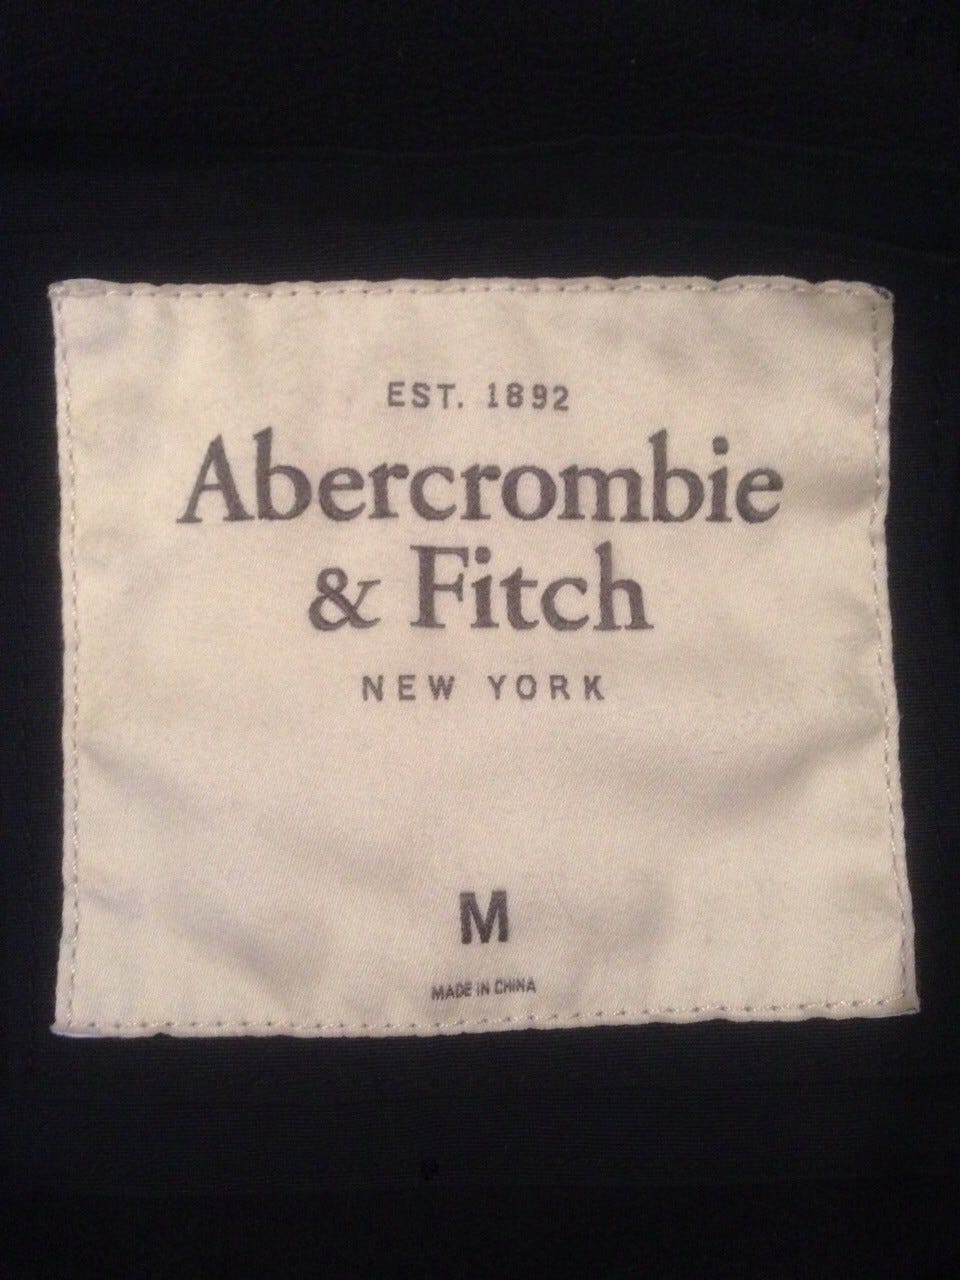 EST. 1892
Abercrombie
& Fitch
NEW YORK
M
MADE IN CHINA